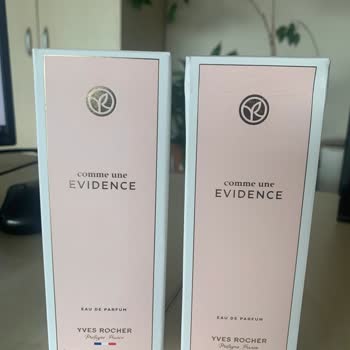 comme une
EVIDENCE
EAU DE PARFUM
YVES ROCHER
comme une
EVIDENCE
EAU DE PARFUM
YVES ROCHER